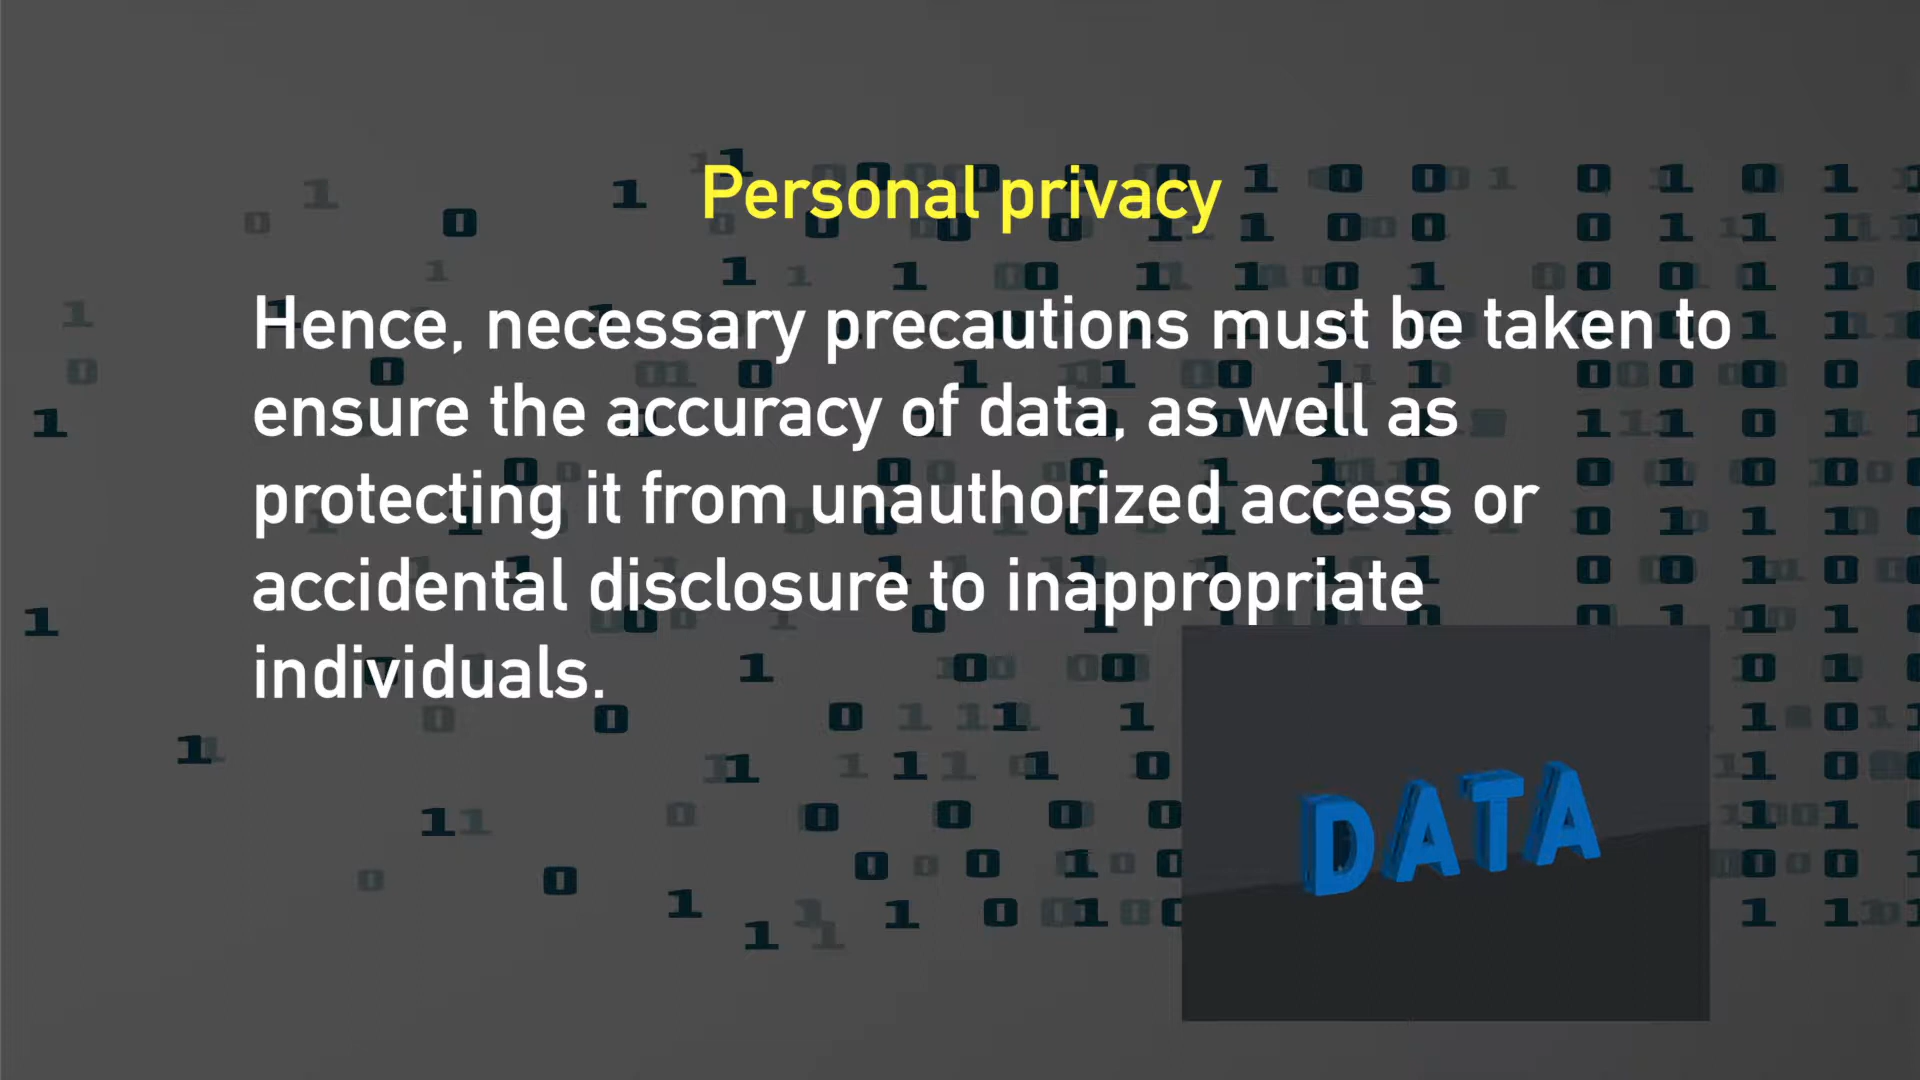 Personal privacy
Hence, necessary precautions must be taken to
ensure the accuracy of data, as well as
protecting it from unauthorized access or
accidental disclosure to inappropriate
individuals.
DATA